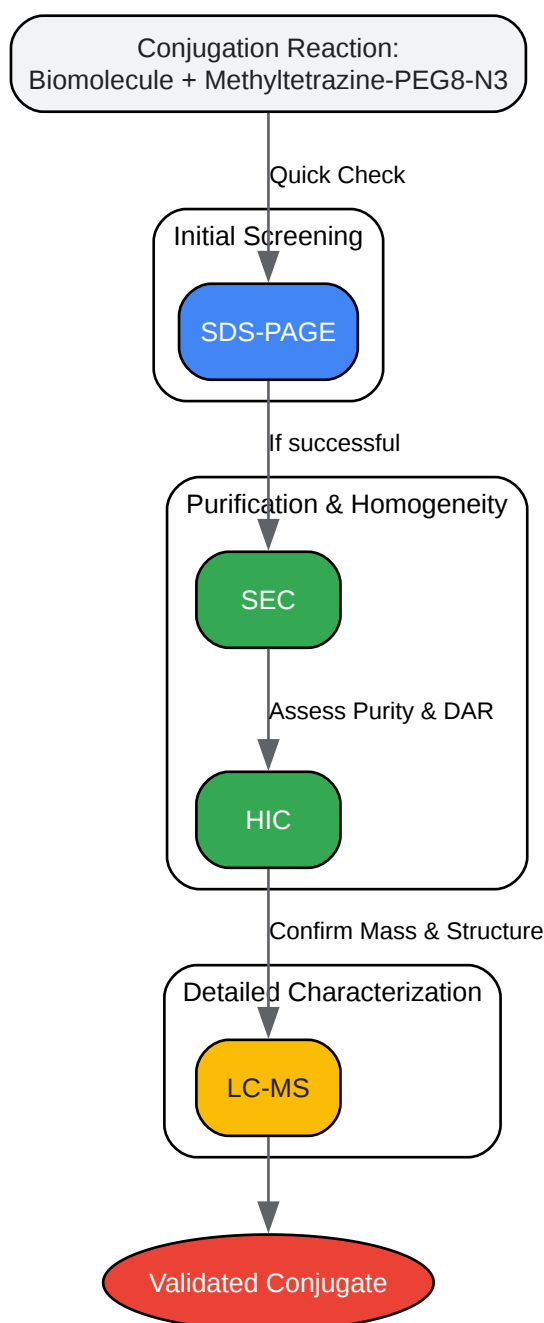 Conjugation Reaction:
Biomolecule + Methyltetrazine-PEG8-N3
Quick Check
Initial Screening
SDS-PAGE
If successful
Purification & Homogeneity
SEC
Assess Purity & DAR
HIC
Confirm Mass & Structure
Detailed Characterization
LC-MS
Validated Conjugate